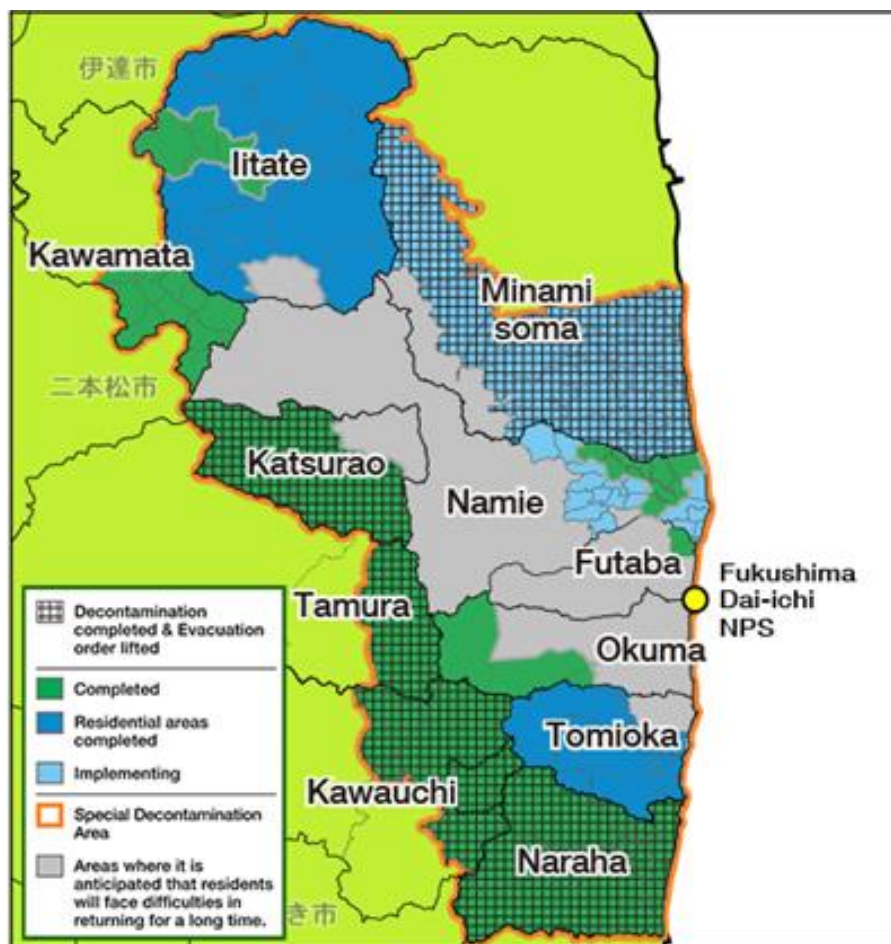 伊達市
Iitate
Kawamata
Minami
soma
二本松市
Katsurao
Namie
Futaba
Fukushima
Dai-ichi
NPS
Tamura
Okuma
Tomioka
Kawauchi
Naraha
Decontamination
completed & Evacuation
order lifted
Completed
Residential areas
completed
Implementing
Special Decontamination
Area
Areas where it is
anticipated that residents
will face difficulties in
returning for a long time.
き市